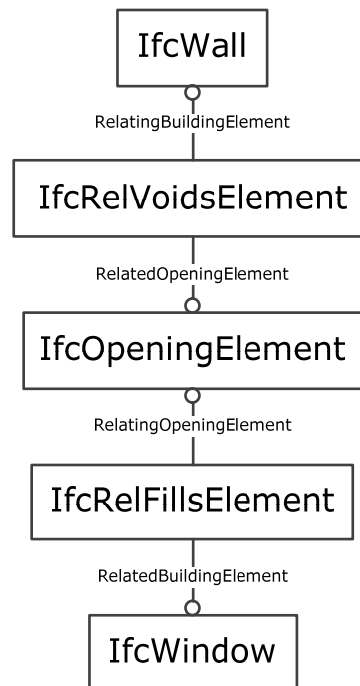 IfcWall
RelatingBuildingElement
IfcRelVoidsElement
RelatedOpeningElement
IfcOpeningElement
RelatingOpeningElement
IfcRelFillsElement
RelatedBuildingElement
IfcWindow